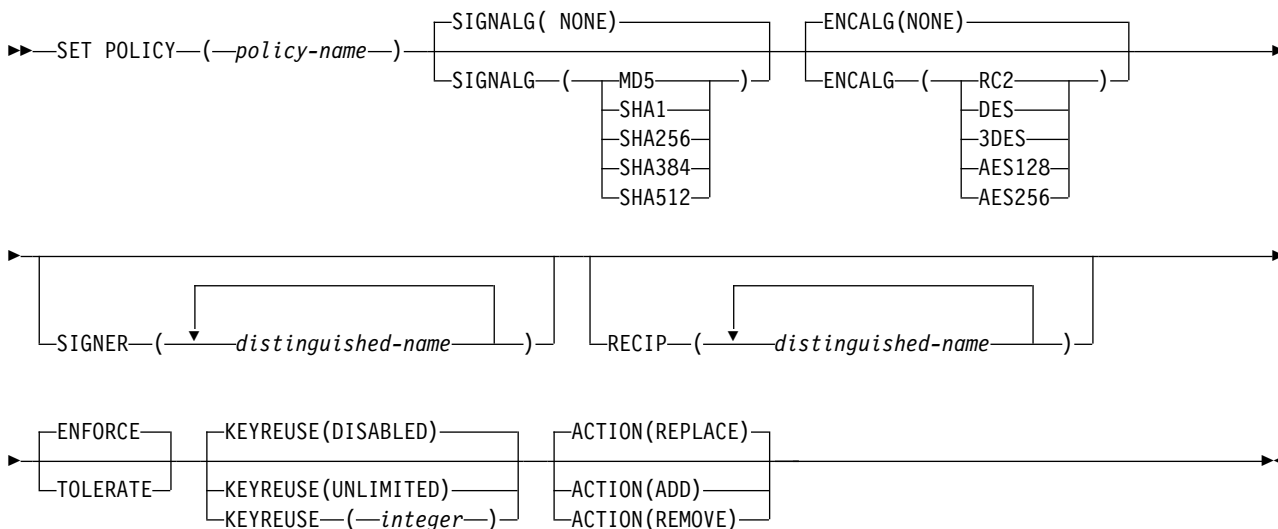 SIGNALG( NONE) ENCALG(NONE)
SET POLICY ( policy-name )
SIGNALG ( MD5 ) ENCALG ( RC2 )
SHA1 DES
SHA256 3DES
SHA384 AES128
SHA512 AES256
SIGNER ( distinguished-name ) RECIP ( distinguished-name )
ENFORCE KEYREUSE(DISABLED) ACTION(REPLACE)
TOLERATE KEYREUSE(UNLIMITED) ACTION(ADD)
KEYREUSE ( integer ) ACTION(REMOVE)